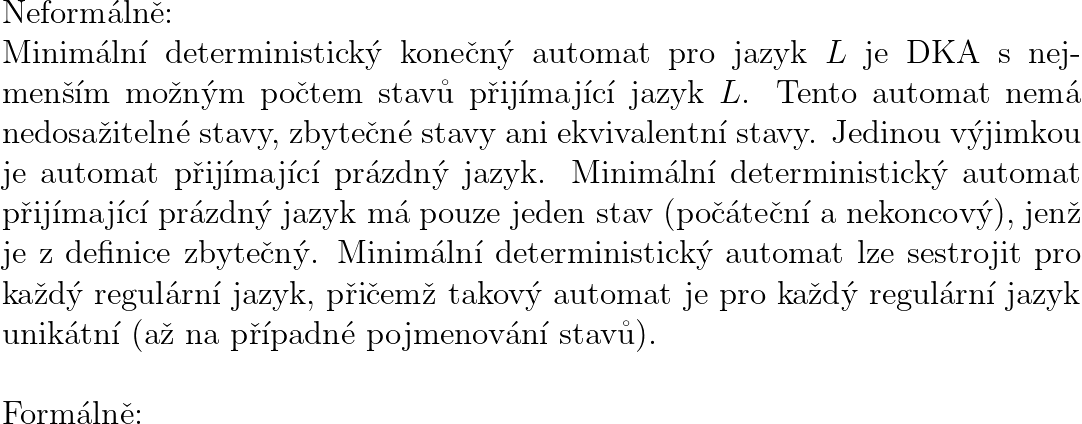 Neformálně:
Minimální deterministický konečný automat pro jazyk L je DKA s nej-
menším možným počtem stavů přijímající jazyk L. Tento automat nemá
nedosažitelné stavy, zbytečné stavy ani ekvivalentní stavy. Jedinou výjimkou
je automat přijímající prázdný jazyk. Minimální deterministický automat
přijímající prázdný jazyk má pouze jeden stav (počáteční a nekoncový), jenž
je z definice zbytečný. Minimální deterministický automat lze sestrojit pro
každý regulární jazyk, přičemž takový automat je pro každý regulární jazyk
unikátní (až na případné pojmenování stavů).
Formálně: